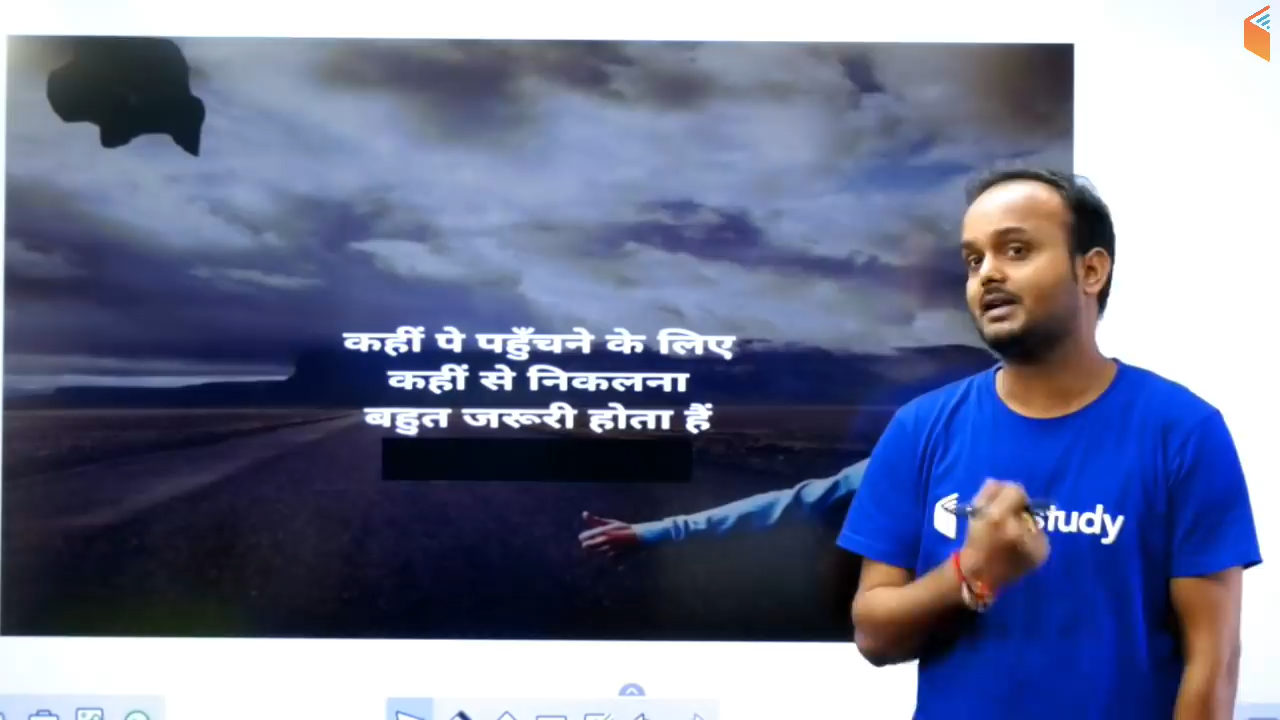 कहीं पे पहुँचने के लिए
कहीं से निकलना
बहुत जरूरी होता हैं
study